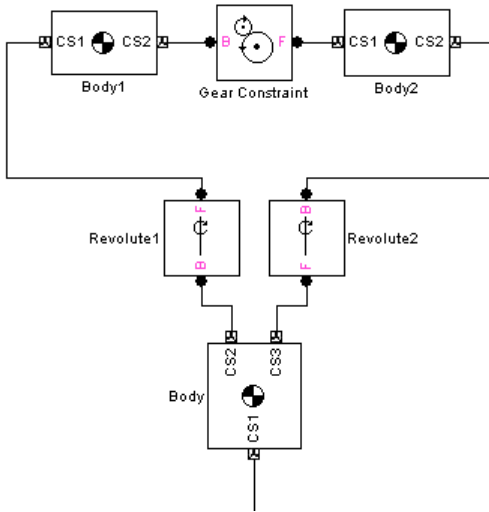 CS1 CS2
B F
CS1 CS2
Body1
Gear Constraint
Body2
F
B
Revolute1
B
F
Revolute2
CS2
CS3
Body
CS1